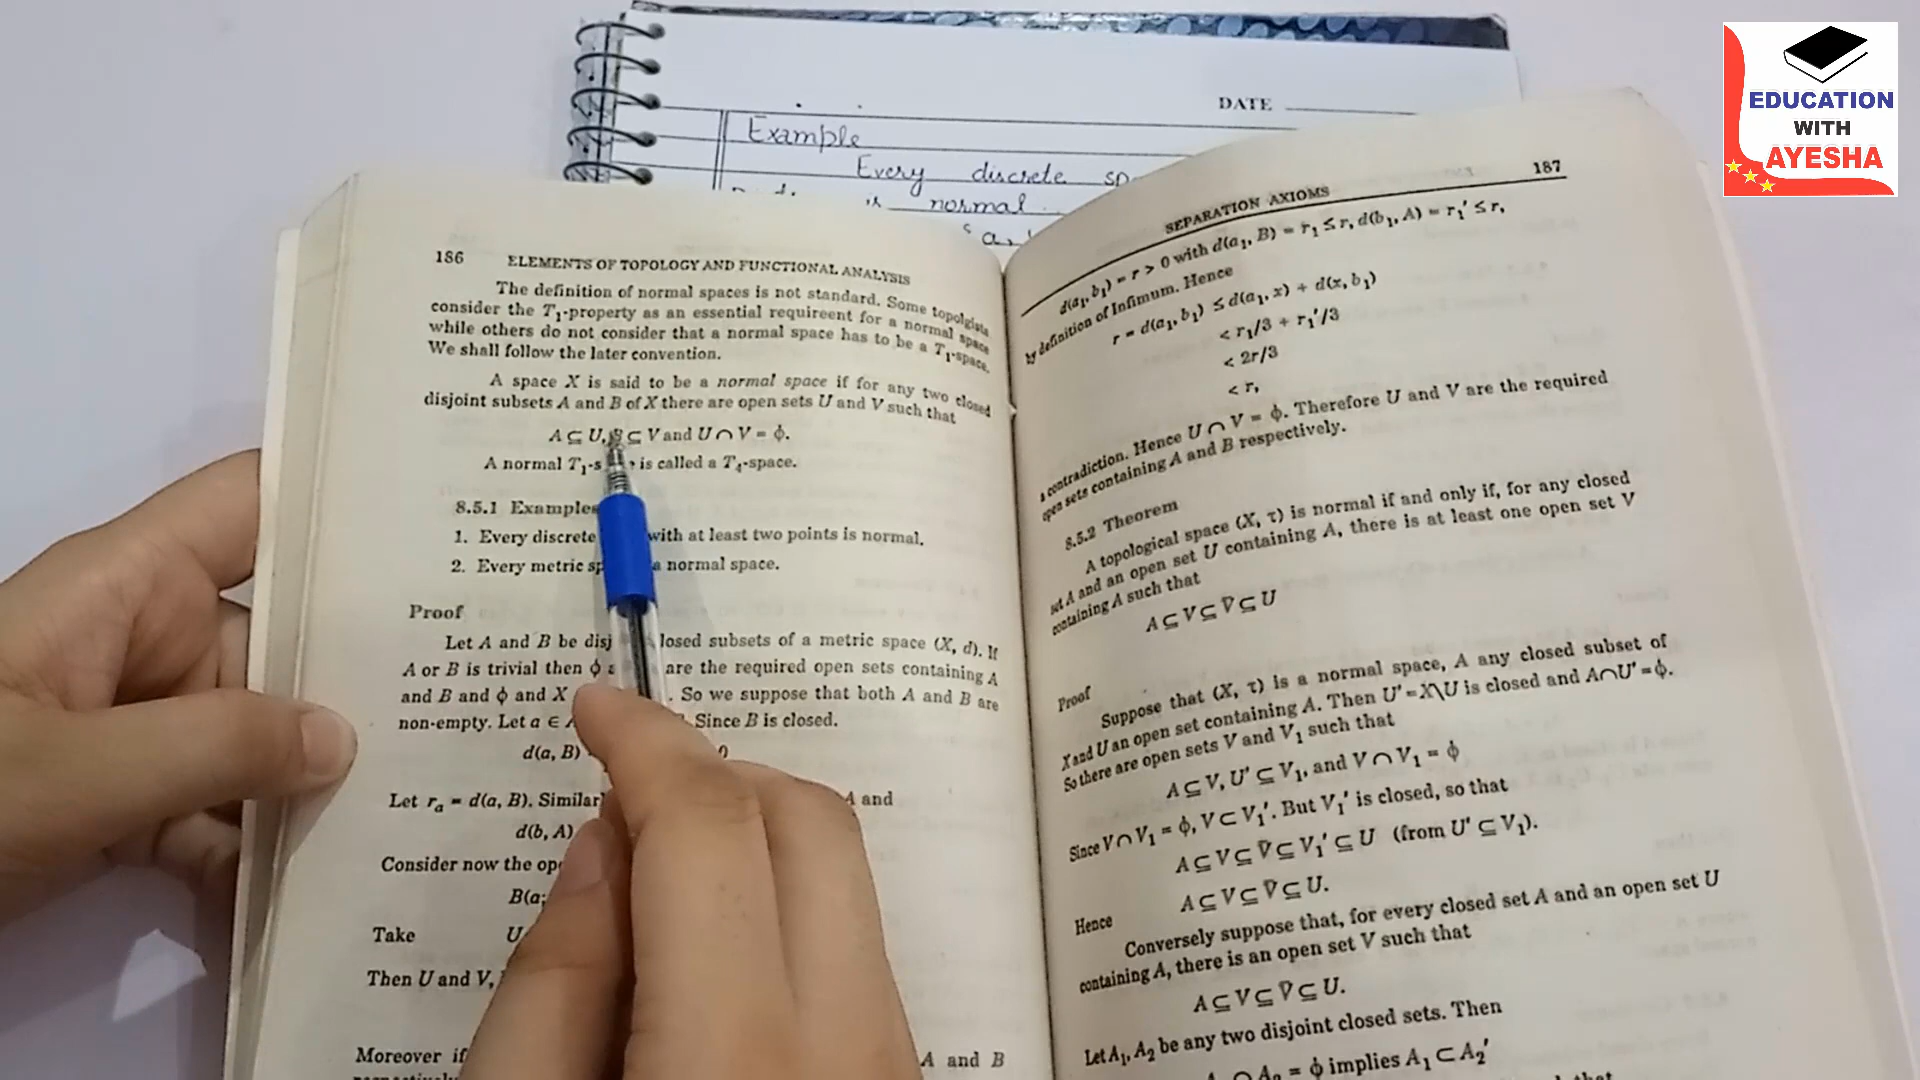 EDUCATION
WITH
AYESHA
DATE
Example
Every discrete
is normal
186 ELEMENTS OF TOPOLOGY AND FUNCTIONAL ANALYSIS
The definition of normal spaces is not standard. Some topolgists
consider the T₁-property as an essential requireent for a normal space
while others do not consider that a normal space has to be a T₁-space.
We shall follow the later convention.
A space X is said to be a normal space if for any two closed
disjoint subsets A and B of X there are open sets U and V such that
A ⊆ U, B ⊆ V and U ∩ V = ϕ.
A normal T₁-s is called a T₄-space.
8.5.1 Examples
1. Every discrete with at least two points is normal.
2. Every metric sp a normal space.
Proof
Let A and B be disj losed subsets of a metric space (X, d). If
A or B is trivial then ϕ are the required open sets containing A
and B and ϕ and X . So we suppose that both A and B are
non-empty. Let a ∈ Since B is closed.
d(a, B) 0
Let rₐ = d(a, B). Similar A and
d(b, A)
Consider now the op
B(a;
Take U
Then U and V,
Moreover if A and B
SEPARATION AXIOMS 187
d(a₁, b₁) = r > 0 with d(a₁, B) = r₁ ≤ r, d(b₁, A) = r₁′ ≤ r,
by definition of Infimum. Hence
r = d(a₁, b₁) ≤ d(a₁, x) + d(x, b₁)
< r₁/3 + r₁′/3
< 2r/3
< r,
a contradiction. Hence U ∩ V = ϕ. Therefore U and V are the required
open sets containing A and B respectively.
8.5.2 Theorem
A topological space (X, τ) is normal if and only if, for any closed
set A and an open set U containing A, there is at least one open set V
containing A such that
A ⊆ V ⊆ V̄ ⊆ U
Proof
Suppose that (X, τ) is a normal space, A any closed subset of
X and U an open set containing A. Then U′ = X\U is closed and A∩U′ = ϕ.
So there are open sets V and V₁ such that
A ⊆ V, U′ ⊆ V₁, and V ∩ V₁ = ϕ
Since V ∩ V₁ = ϕ, V ⊂ V₁′. But V₁′ is closed, so that
A ⊆ V ⊆ V̄ ⊆ V₁′ ⊆ U (from U′ ⊆ V₁).
Hence A ⊆ V ⊆ V̄ ⊆ U.
Conversely suppose that, for every closed set A and an open set U
containing A, there is an open set V such that
A ⊆ V ⊆ V̄ ⊆ U.
Let A₁, A₂ be any two disjoint closed sets. Then
A₂ = ϕ implies A₁ ⊂ A₂′